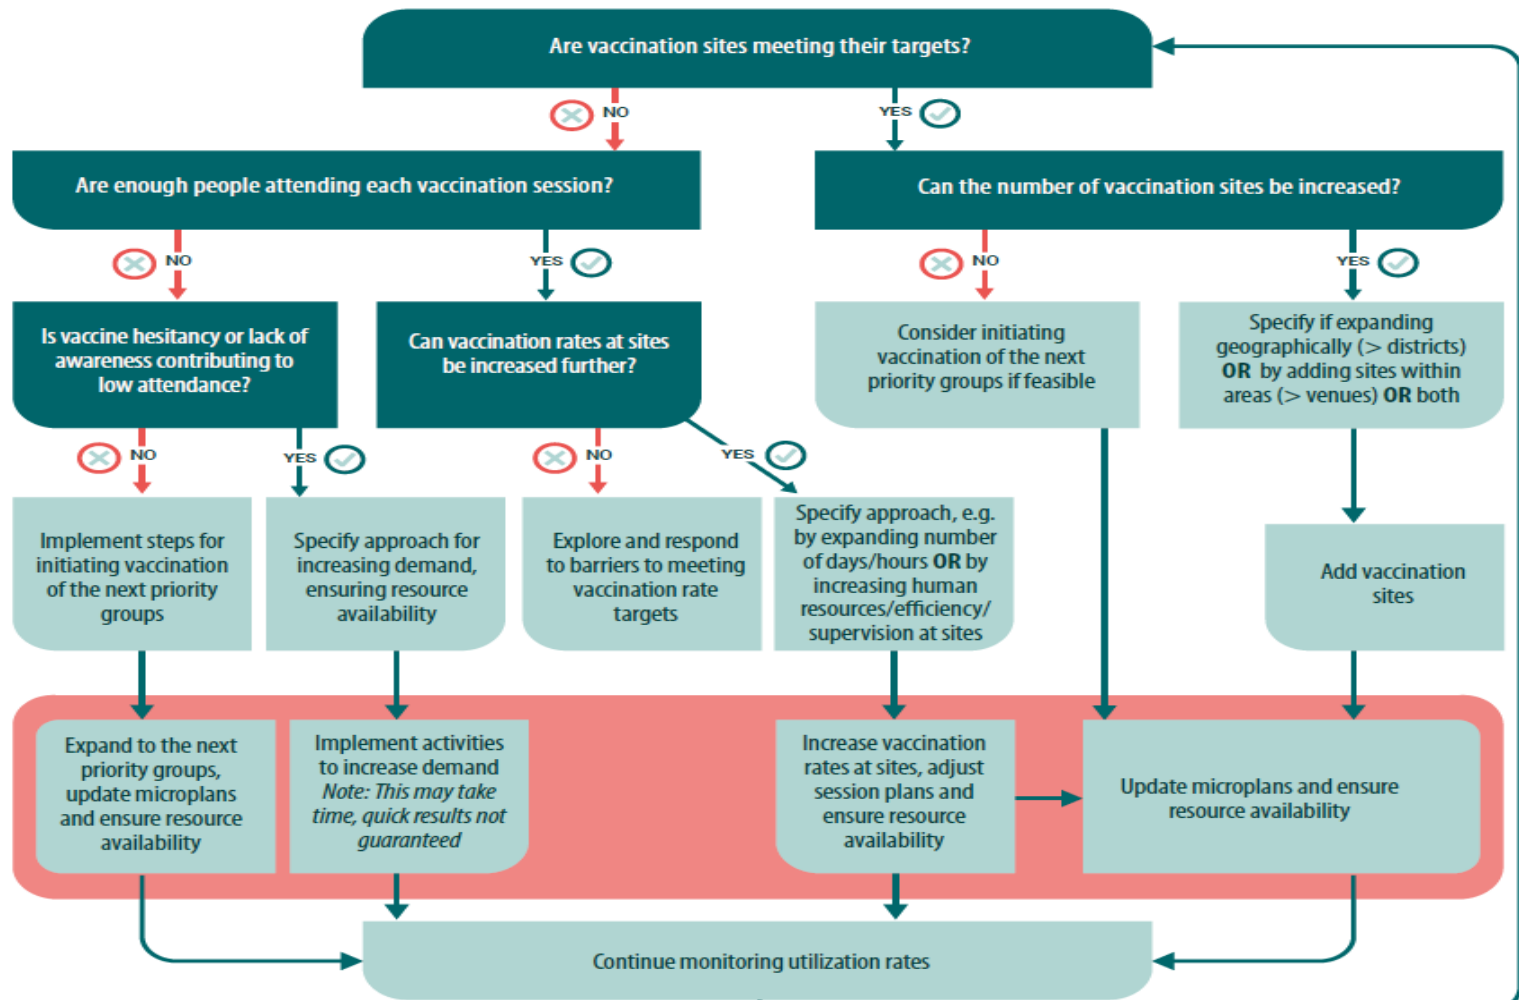 Are vaccination sites meeting their targets?
NO
YES
Are enough people attending each vaccination session?
Can the number of vaccination sites be increased?
NO
YES
NO
YES
Is vaccine hesitancy or lack of
awareness contributing to
low attendance?
Can vaccination rates at sites
be increased further?
Consider initiating
vaccination of the next
priority groups if feasible
Specify if expanding
geographically (> districts)
OR by adding sites within
areas (> venues) OR both
NO
YES
NO
YES
Implement steps for
initiating vaccination
of the next priority
groups
Specify approach for
increasing demand,
ensuring resource
availability
Explore and respond
to barriers to meeting
vaccination rate
targets
Specify approach, e.g.
by expanding number
of days/hours OR by
increasing human
resources/efficiency/
supervision at sites
Add vaccination
sites
Expand to the next
priority groups,
update microplans
and ensure resource
availability
Implement activities
to increase demand
Note: This may take
time, quick results not
guaranteed
Increase vaccination
rates at sites, adjust
session plans and
ensure resource
availability
Update microplans and ensure
resource availability
Continue monitoring utilization rates